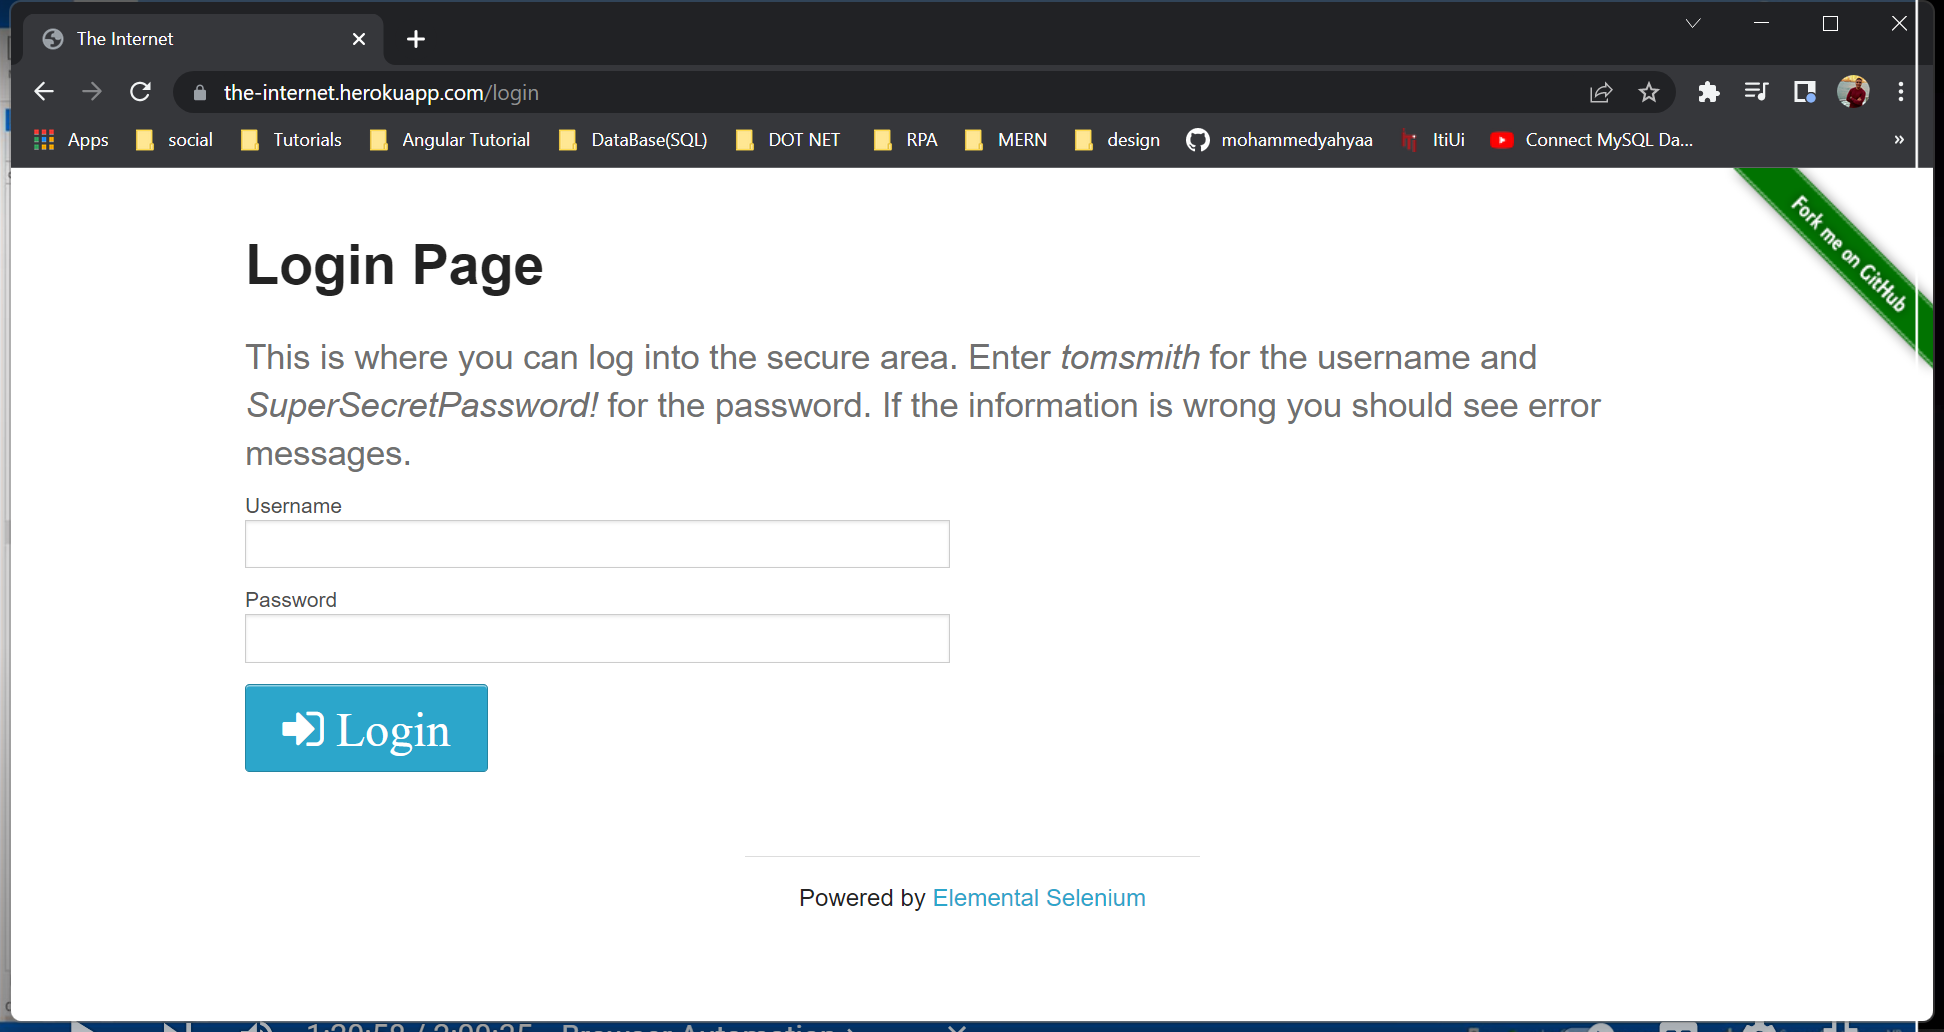 The Internet
the-internet.herokuapp.com/login
Apps social Tutorials Angular Tutorial DataBase(SQL) DOT NET RPA MERN design mohammedyahyaa ItiUi Connect MySQL Da... »
Fork me on GitHub
Login Page
This is where you can log into the secure area. Enter tomsmith for the username and
SuperSecretPassword! for the password. If the information is wrong you should see error
messages.
Username
Password
Login
Powered by Elemental Selenium